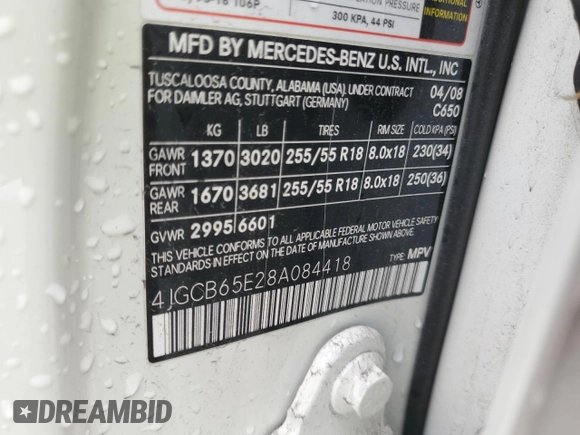 300 KPA, 44 PSI
MFD BY MERCEDES-BENZ U.S. INTL., INC
TUSCALOOSA COUNTY, ALABAMA (USA), UNDER CONTRACT
FOR DAIMLER AG, STUTTGART (GERMANY)
04/08
C650
KG LB TIRES RIM SIZE COLD KPA (PSI)
GAWR FRONT 1370 3020 255/55 R18 8.0x18 230(34)
GAWR REAR 1670 3681 255/55 R18 8.0x18 250(36)
GVWR 2995 6601
THIS VEHICLE CONFORMS TO ALL APPLICABLE FEDERAL MOTOR VEHICLE SAFETY
STANDARDS IN EFFECT ON THE DATE OF MANUFACTURE SHOWN ABOVE.
4JGCB65E28A084418
TYPE: MPV
DREAMBID